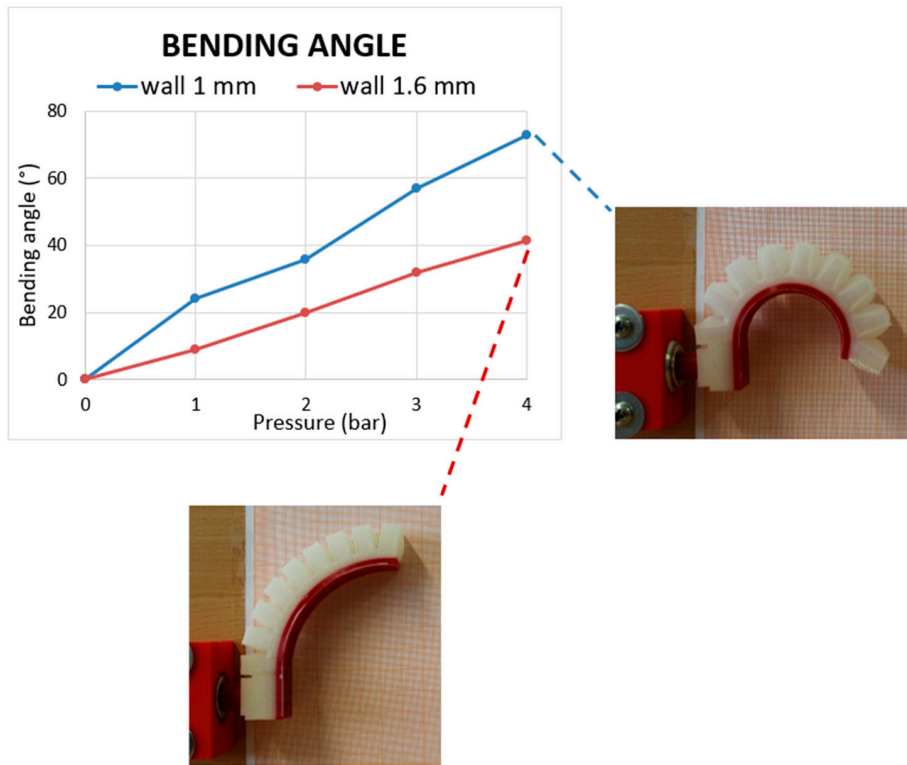 BENDING ANGLE
wall 1 mm wall 1.6 mm
80
60
40
20
0
Bending angle (°)
0 1 2 3 4
Pressure (bar)